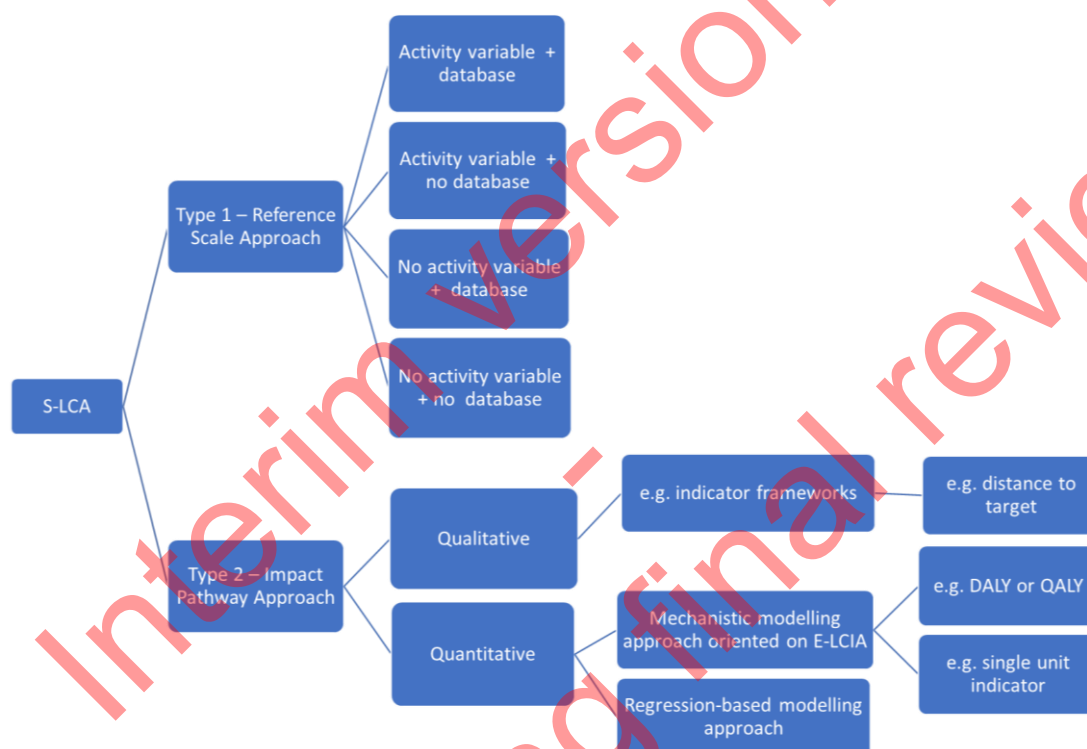 Activity variable +
database
Activity variable +
no database
Type 1 – Reference
Scale Approach
No activity variable
+ database
No activity variable
+ no database
S-LCA
Type 2 – Impact
Pathway Approach
Qualitative
e.g. indicator frameworks
e.g. distance to
target
Quantitative
Mechanistic modelling
approach oriented on E-LCIA
e.g. DALY or QALY
e.g. single unit
indicator
Regression-based modelling
approach
Interim version
-
final